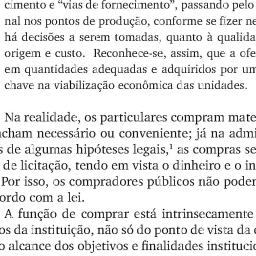 cimento e “vias de fornecimento”, passando pelo
nal nos pontos de produção, conforme se fizer ne
há decisões a serem tomadas, quanto à qualida
origem e custo. Reconhece-se, assim, que a ofe
em quantidades adequadas e adquiridos por um
chave na viabilização econômica das unidades.
Na realidade, os particulares compram mate
acham necessário ou conveniente; já na admi
s de algumas hipóteses legais,¹ as compras se
de licitação, tendo em vista o dinheiro e o in
Por isso, os compradores públicos não poder
ordo com a lei.
A função de comprar está intrinsecamente
os da instituição, não só do ponto de vista da e
o alcance dos objetivos e finalidades institucio